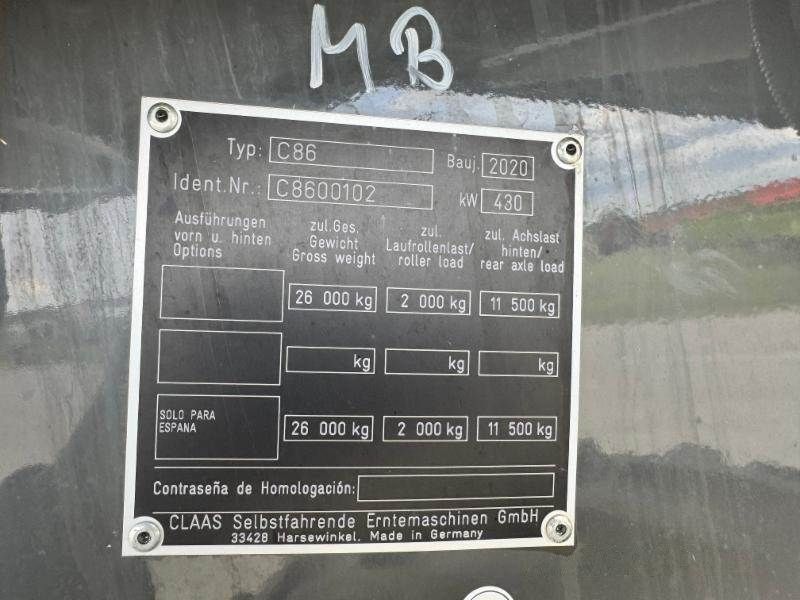 MB
Typ: C86 Bauj. 2020
Ident.Nr.: C8600102 kW 430
Ausführungen vorn u. hinten Options
zul.Ges. Gewicht Gross weight
zul. Laufrollenlast/ roller load
zul. Achslast hinten/ rear axle load
26 000 kg 2 000 kg 11 500 kg
kg kg kg
SOLO PARA ESPANA
26 000 kg 2 000 kg 11 500 kg
Contraseña de Homologación:
CLAAS Selbstfahrende Erntemaschinen GmbH
33428 Harsewinkel, Made in Germany